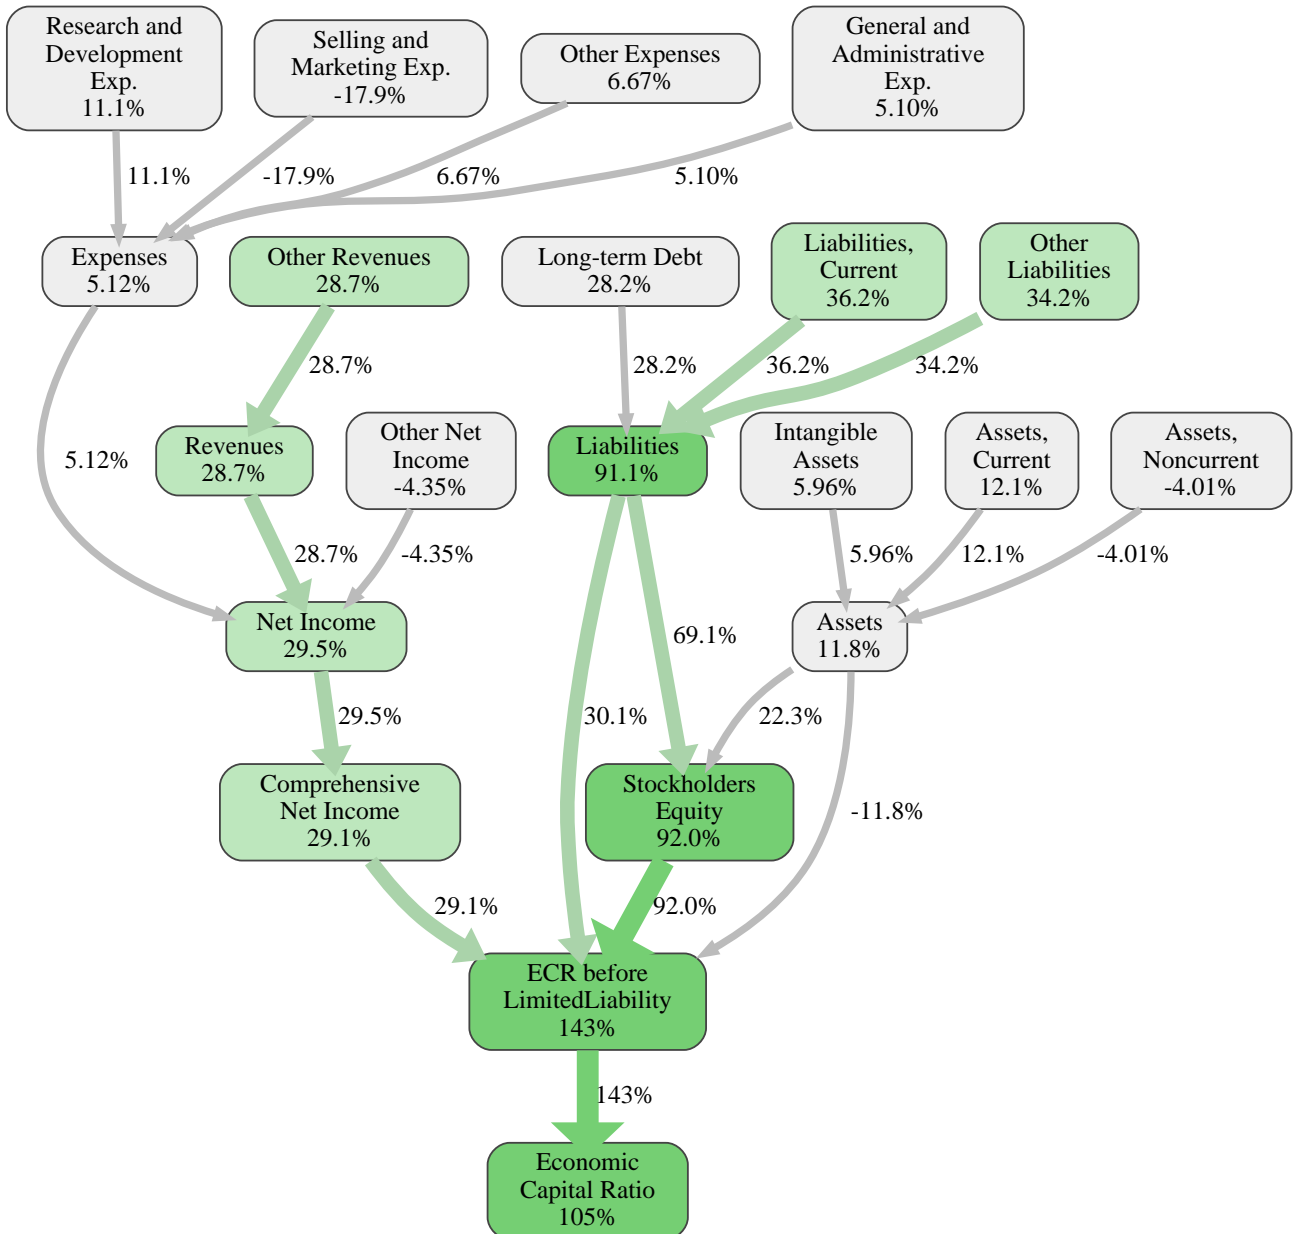 Research and
Development
Exp.
11.1%
Selling and
Marketing Exp.
-17.9%
Other Expenses
6.67%
General and
Administrative
Exp.
5.10%
11.1%
-17.9%
6.67%
5.10%
Expenses
5.12%
Other Revenues
28.7%
Long-term Debt
28.2%
Liabilities,
Current
36.2%
Other
Liabilities
34.2%
28.7%
28.2%
36.2%
34.2%
5.12%
Revenues
28.7%
Other Net
Income
-4.35%
Liabilities
91.1%
Intangible
Assets
5.96%
Assets,
Current
12.1%
Assets,
Noncurrent
-4.01%
28.7%
-4.35%
5.96%
12.1%
-4.01%
Net Income
29.5%
69.1%
Assets
11.8%
29.5%
30.1%
22.3%
Comprehensive
Net Income
29.1%
Stockholders
Equity
92.0%
-11.8%
29.1%
92.0%
ECR before
LimitedLiability
143%
143%
Economic
Capital Ratio
105%